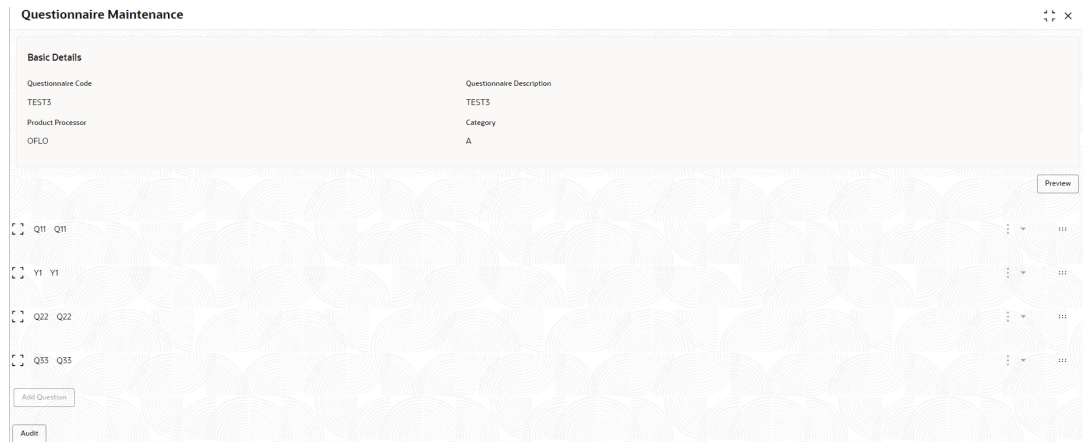 Questionnaire Maintenance
Basic Details
Questionnaire Code
Questionnaire Description
TEST3
TEST3
Product Processor
Category
OFLO
A
Preview
Q11 Q11
Y1 Y1
Q22 Q22
Q33 Q33
Add Question
Audit